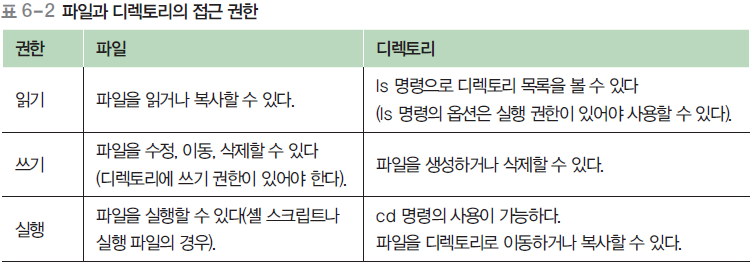 표 6-2 파일과 디렉토리의 접근 권한
권한 파일 디렉토리
읽기 파일을 읽거나 복사할 수 있다. ls 명령으로 디렉토리 목록을 볼 수 있다
(ls 명령의 옵션은 실행 권한이 있어야 사용할 수 있다).
쓰기 파일을 수정, 이동, 삭제할 수 있다
(디렉토리에 쓰기 권한이 있어야 한다). 파일을 생성하거나 삭제할 수 있다.
실행 파일을 실행할 수 있다(셸 스크립트나
실행 파일의 경우). cd 명령의 사용이 가능하다.
파일을 디렉토리로 이동하거나 복사할 수 있다.